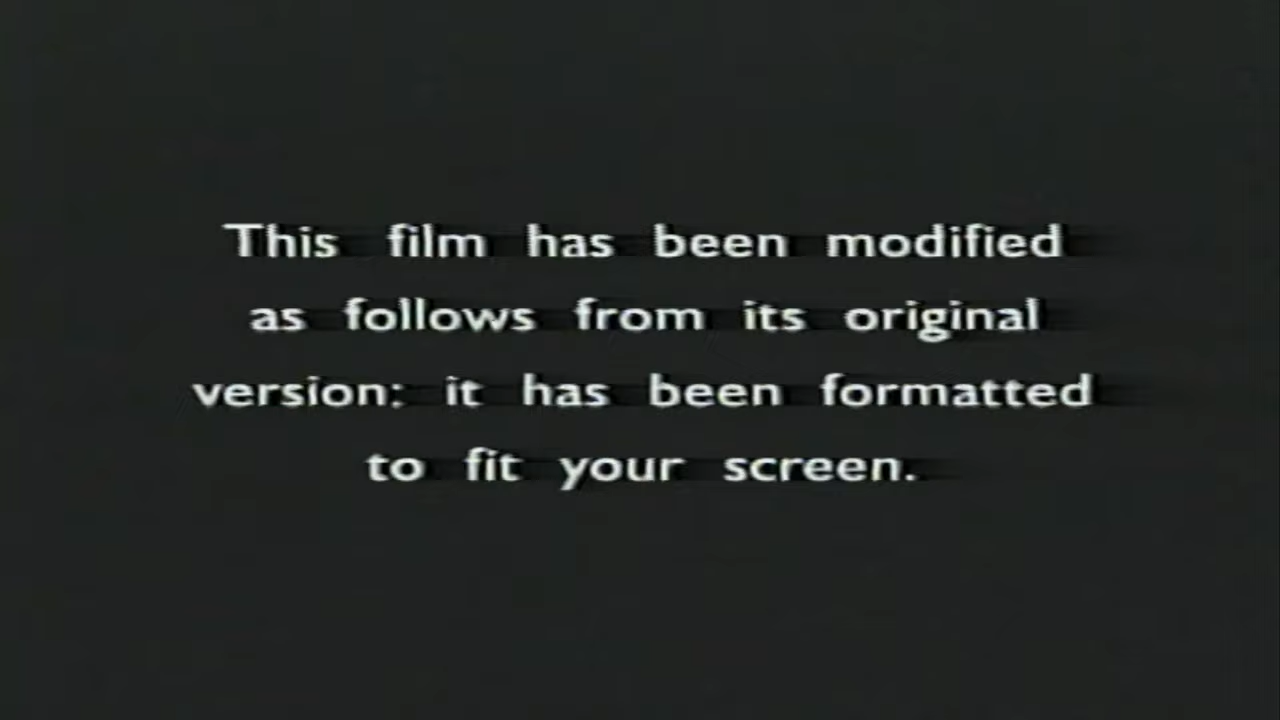 This film has been modified
as follows from its original
version: it has been formatted
to fit your screen.